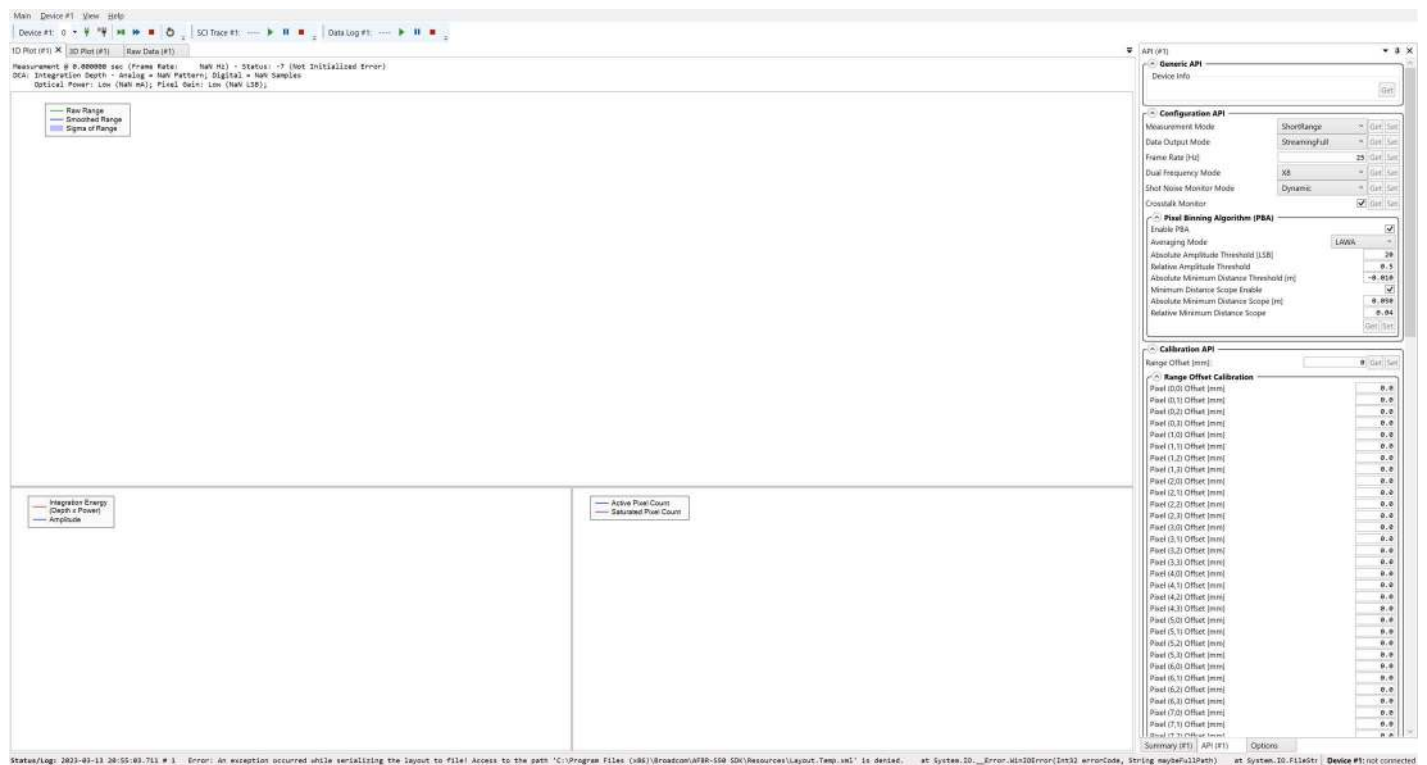 Main Device #1 View Help
Device #1: 0 SCI Trace #1: ---- Data Log #1: ----
1D Plot (#1) 3D Plot (#1) Raw Data (#1)
Measurement @ 0.000000 sec (Frame Rate: NaN Hz) - Status: -7 (Not Initialized Error)
DCA: Integration Depth - Analog = NaN Pattern; Digital = NaN Samples
Optical Power: Low (NaN mA); Pixel Gain: Low (NaN LSB);
Raw Range
Smoothed Range
Sigma of Range
Integration Energy
(Depth x Power)
Amplitude
Active Pixel Count
Saturated Pixel Count
API (#1)
Generic API
Device Info
Get
Configuration API
Measurement Mode ShortRange Get Set
Data Output Mode StreamingFull Get Set
Frame Rate [Hz] 25 Get Set
Dual Frequency Mode X8 Get Set
Shot Noise Monitor Mode Dynamic Get Set
Crosstalk Monitor Get Set
Pixel Binning Algorithm (PBA)
Enable PBA
Averaging Mode LAWA
Absolute Amplitude Threshold [LSB] 20
Relative Amplitude Threshold 0.5
Absolute Minimum Distance Threshold [m] -0.010
Minimum Distance Scope Enable
Absolute Minimum Distance Scope [m] 0.050
Relative Minimum Distance Scope 0.04
Get Set
Calibration API
Range Offset [mm]: 0 Get Set
Range Offset Calibration
Pixel (0,0) Offset [mm] 0.0
Pixel (0,1) Offset [mm] 0.0
Pixel (0,2) Offset [mm] 0.0
Pixel (0,3) Offset [mm] 0.0
Pixel (1,0) Offset [mm] 0.0
Pixel (1,1) Offset [mm] 0.0
Pixel (1,2) Offset [mm] 0.0
Pixel (1,3) Offset [mm] 0.0
Pixel (2,0) Offset [mm] 0.0
Pixel (2,1) Offset [mm] 0.0
Pixel (2,2) Offset [mm] 0.0
Pixel (2,3) Offset [mm] 0.0
Pixel (3,0) Offset [mm] 0.0
Pixel (3,1) Offset [mm] 0.0
Pixel (3,2) Offset [mm] 0.0
Pixel (3,3) Offset [mm] 0.0
Pixel (4,0) Offset [mm] 0.0
Pixel (4,1) Offset [mm] 0.0
Pixel (4,2) Offset [mm] 0.0
Pixel (4,3) Offset [mm] 0.0
Pixel (5,0) Offset [mm] 0.0
Pixel (5,1) Offset [mm] 0.0
Pixel (5,2) Offset [mm] 0.0
Pixel (5,3) Offset [mm] 0.0
Pixel (6,0) Offset [mm] 0.0
Pixel (6,1) Offset [mm] 0.0
Pixel (6,2) Offset [mm] 0.0
Pixel (6,3) Offset [mm] 0.0
Pixel (7,0) Offset [mm] 0.0
Pixel (7,1) Offset [mm] 0.0
Pixel (7,2) Offset [mm] 0.0
Summary (#1) API (#1) Options
Status/Log: 2023-03-13 20:55:03.711 # 1 Error: An exception occurred while serializing the layout to file! Access to the path 'C:\Program Files (x86)\Broadcom\AFBR-S50 SDK\Resources\Layout.Temp.xml' is denied. at System.IO.__Error.WinIOError(Int32 errorCode, String maybeFullPath) at System.IO.FileStr Device #1: not connected